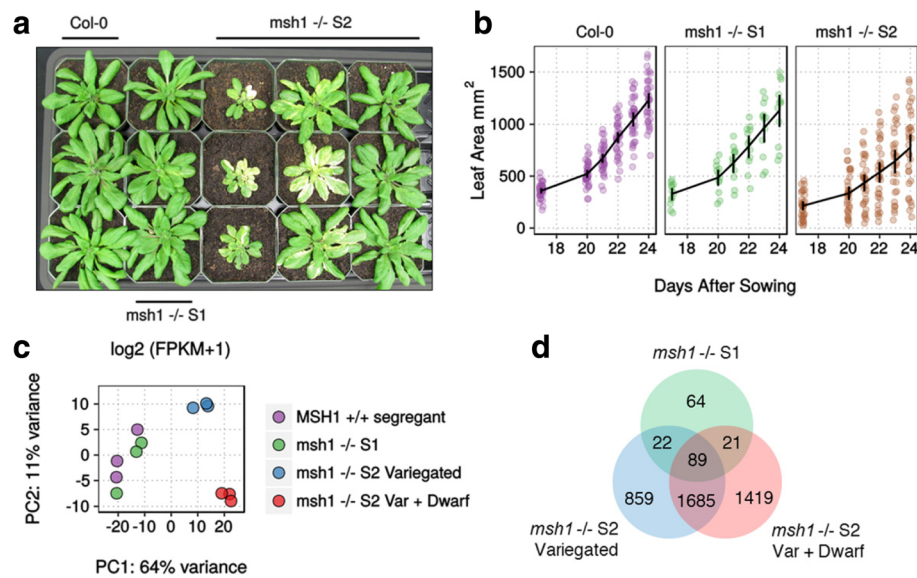 a
Col-0
msh1 -/- S2
msh1 -/- S1
b
Col-0
msh1 -/- S1
msh1 -/- S2
Leaf Area mm²
1500
1000
500
0
18 20 22 24 18 20 22 24 18 20 22 24
Days After Sowing
c
log2 (FPKM+1)
PC2: 11% variance
10
5
0
-5
-10
-20 -10 0 10 20
PC1: 64% variance
MSH1 +/+ segregant
msh1 -/- S1
msh1 -/- S2 Variegated
msh1 -/- S2 Var + Dwarf
d
msh1 -/- S1
64
22 21
89
859 1685 1419
msh1 -/- S2
Variegated
msh1 -/- S2
Var + Dwarf